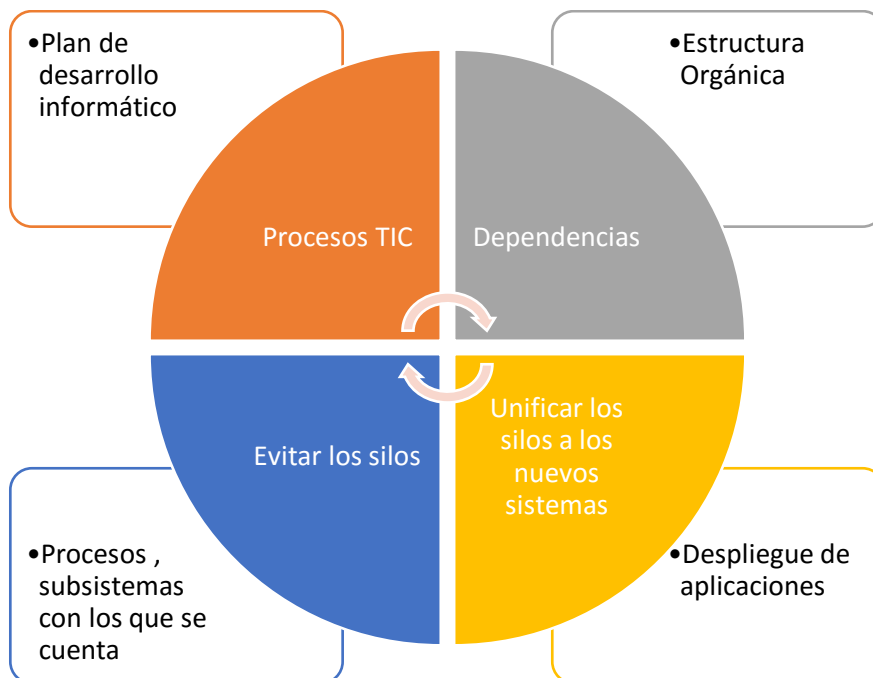 •Plan de
desarrollo
informático
•Estructura
Orgánica
Procesos TIC
Dependencias
Evitar los silos
Unificar los
silos a los
nuevos
sistemas
•Procesos ,
subsistemas
con los que se
cuenta
•Despliegue de
aplicaciones